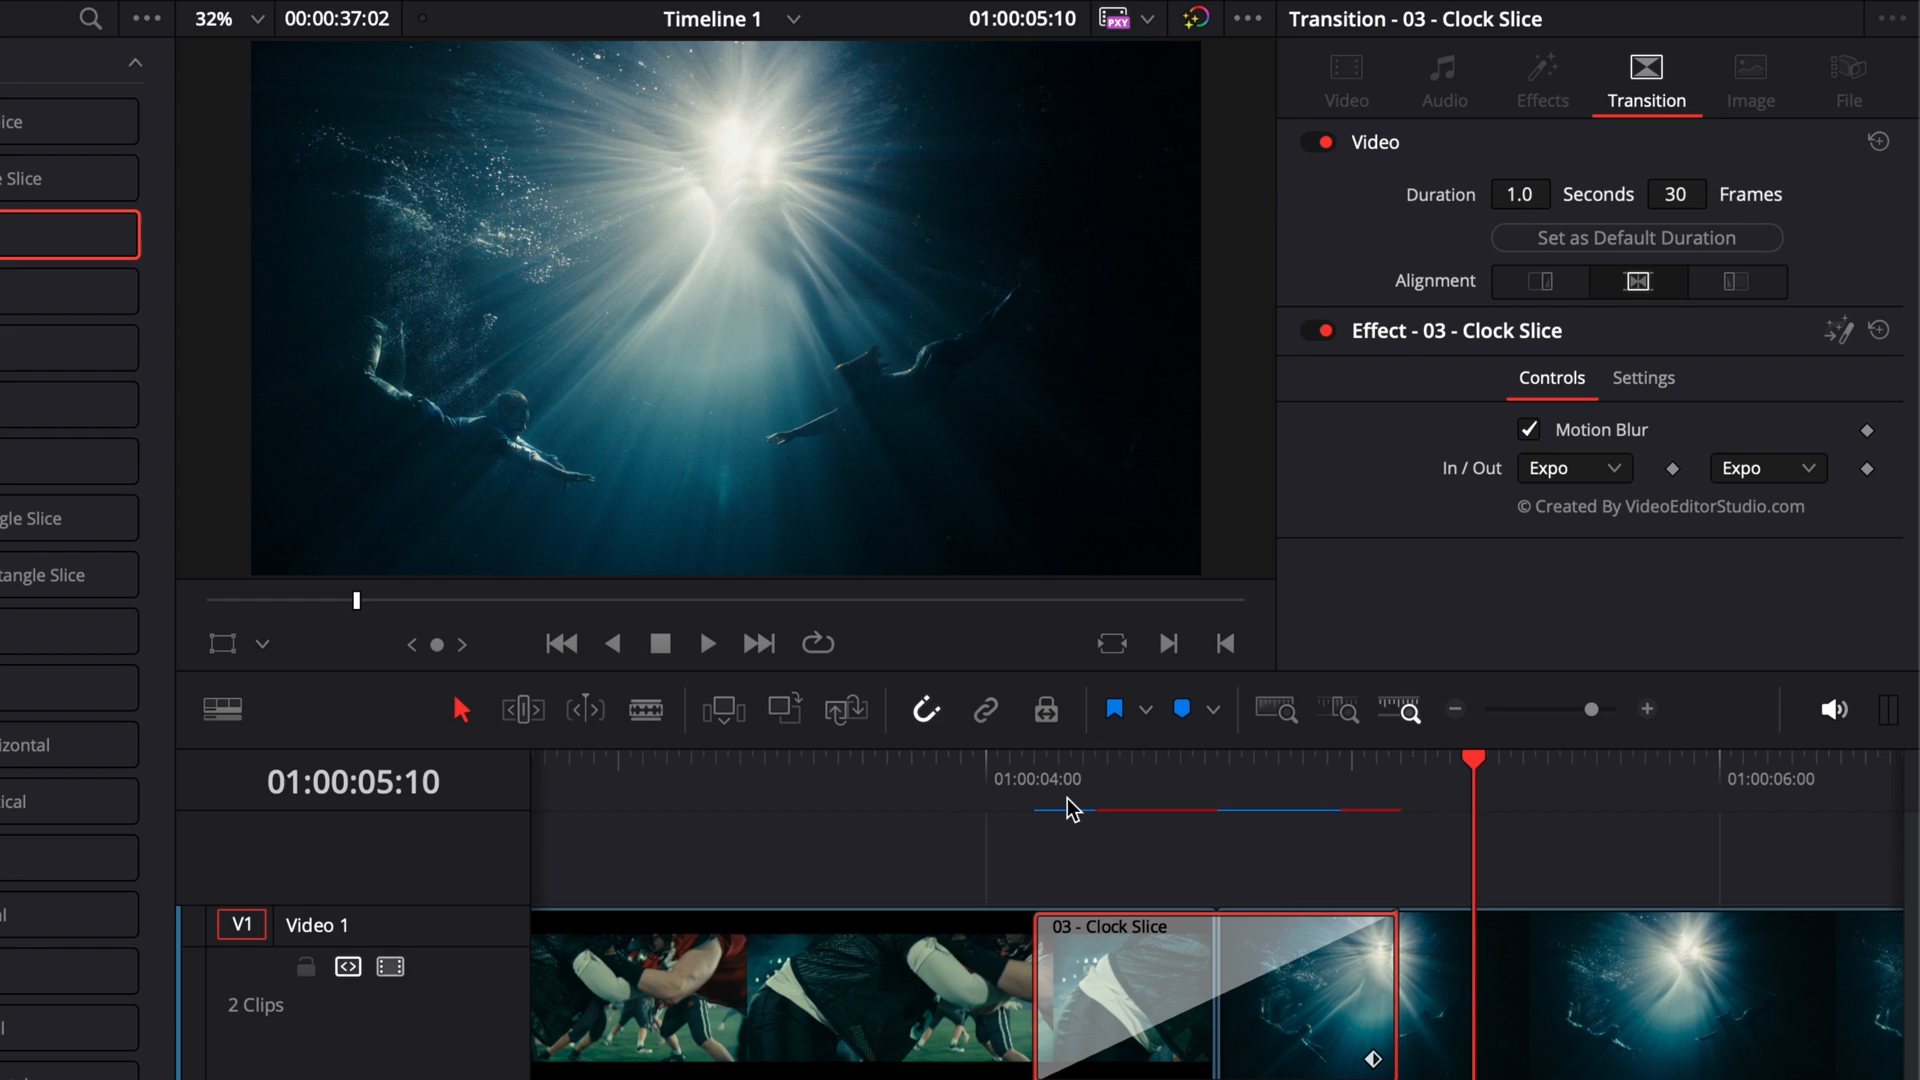 32%
00:00:37:02
Timeline 1
01:00:05:10
PXY
Transition - 03 - Clock Slice
Video
Audio
Effects
Transition
Image
File
Video
Duration
1.0
Seconds
30
Frames
Set as Default Duration
Alignment
Effect - 03 - Clock Slice
Controls
Settings
Motion Blur
In / Out
Expo
Expo
© Created By VideoEditorStudio.com
ice
e Slice
gle Slice
tangle Slice
izontal
ical
al
l
01:00:05:10
01:00:04:00
01:00:06:00
V1
Video 1
2 Clips
03 - Clock Slice